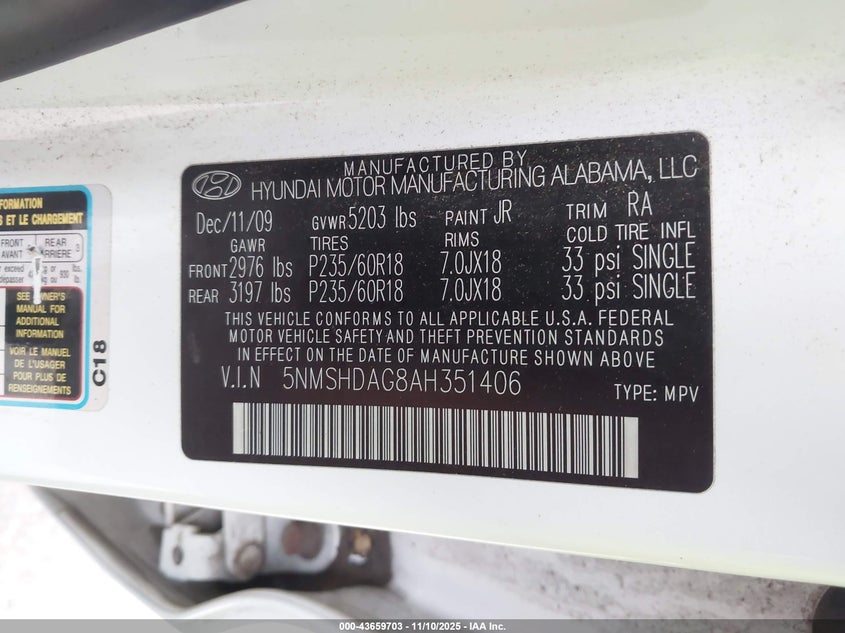 MANUFACTURED BY
HYUNDAI MOTOR MANUFACTURING ALABAMA, LLC
Dec/11/09 GVWR 5203 lbs PAINT JR TRIM RA
GAWR TIRES RIMS COLD TIRE INFL
FRONT 2976 lbs P235/60R18 7.0JX18 33 psi SINGLE
REAR 3197 lbs P235/60R18 7.0JX18 33 psi SINGLE
THIS VEHICLE CONFORMS TO ALL APPLICABLE U.S.A. FEDERAL
MOTOR VEHICLE SAFETY AND THEFT PREVENTION STANDARDS
IN EFFECT ON THE DATE OF MANUFACTURE SHOWN ABOVE
V.I.N 5NMSHDAG8AH351406
TYPE: MPV
FORMATION
S ET LE CHARGEMENT
FRONT REAR
AVANT
exceed lbs.
SEE OWNER'S
MANUAL FOR
ADDITIONAL
INFORMATION
VOIR LE MANUEL
DE L'USAGER
POUR PLUS DE
RENSEIGNEMENTS
C18
000-43659703 - 11/10/2025 - IAA Inc.